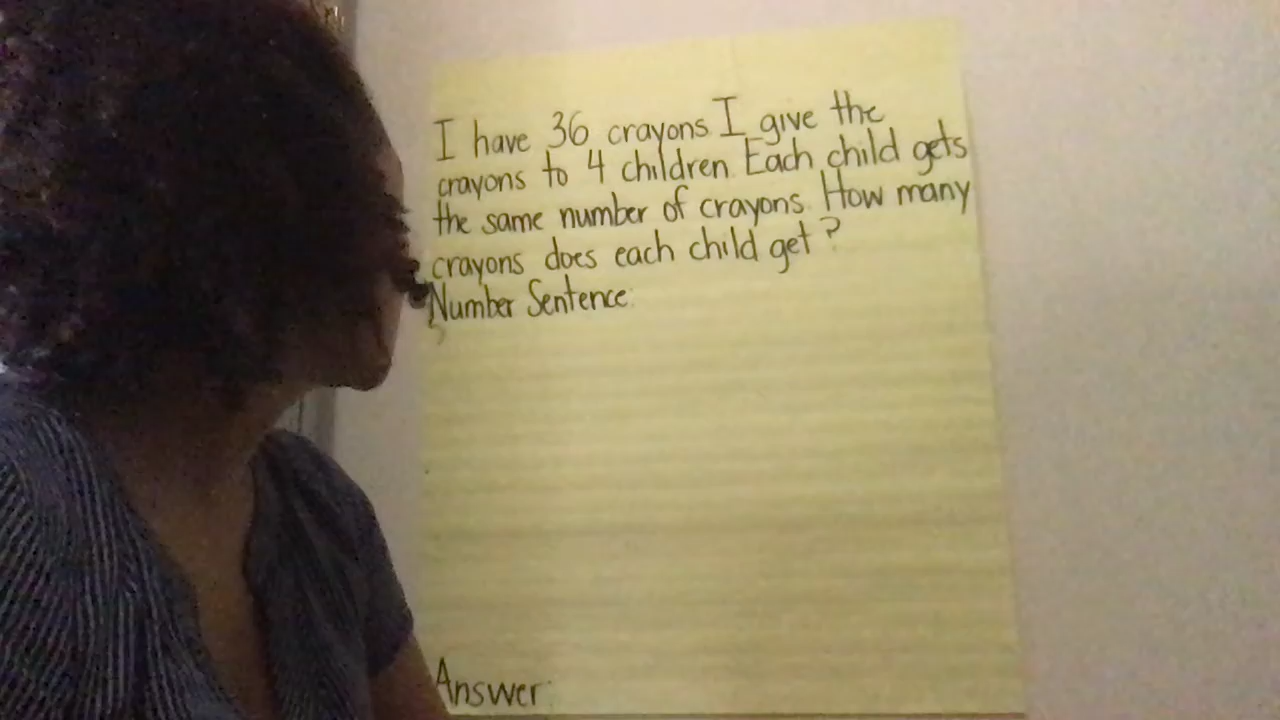 I have 36 crayons I give the
crayons to 4 children. Each child gets
the same number of crayons. How many
crayons does each child get?
Number Sentence:
Answer: